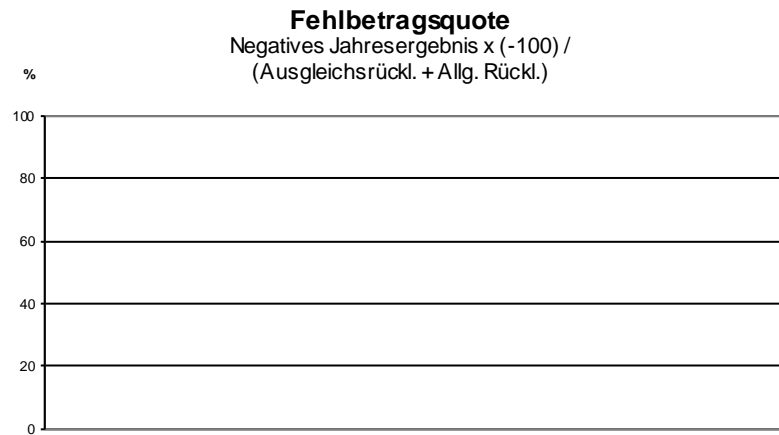 Fehlbetragsquote
Negatives Jahresergebnis x (-100) /
(Ausgleichsrückl. + Allg. Rückl.)
%
100
80
60
40
20
0